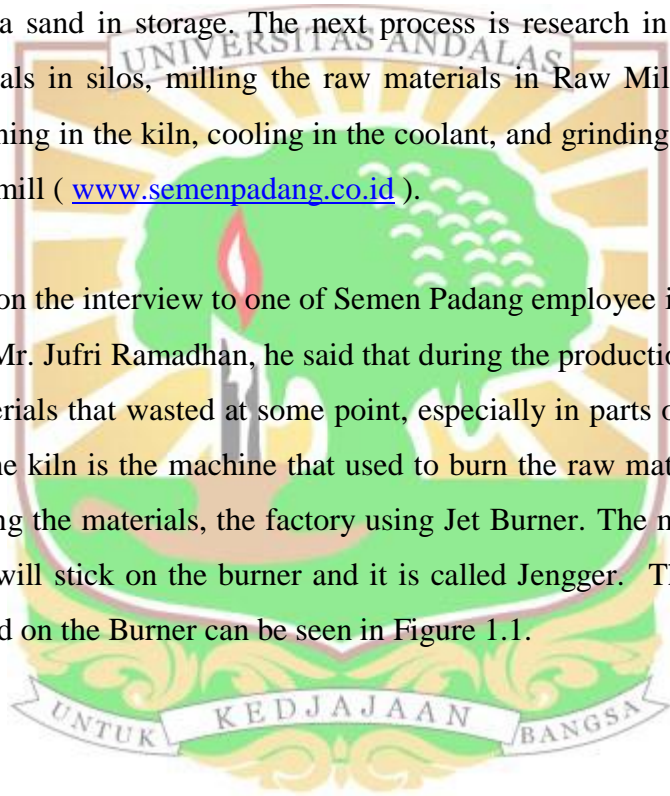 a sand in storage. The next process is research in
UNIVERSITAS ANDALAS
als in silos, milling the raw materials in Raw Mil
ning in the kiln, cooling in the coolant, and grinding
mill ( www.semenpadang.co.id ).
on the interview to one of Semen Padang employee i
Mr. Jufri Ramadhan, he said that during the productio
erials that wasted at some point, especially in parts o
ne kiln is the machine that used to burn the raw mat
ng the materials, the factory using Jet Burner. The m
will stick on the burner and it is called Jengger. Th
d on the Burner can be seen in Figure 1.1.
UNTUK KEDJAJAAN BANGSA